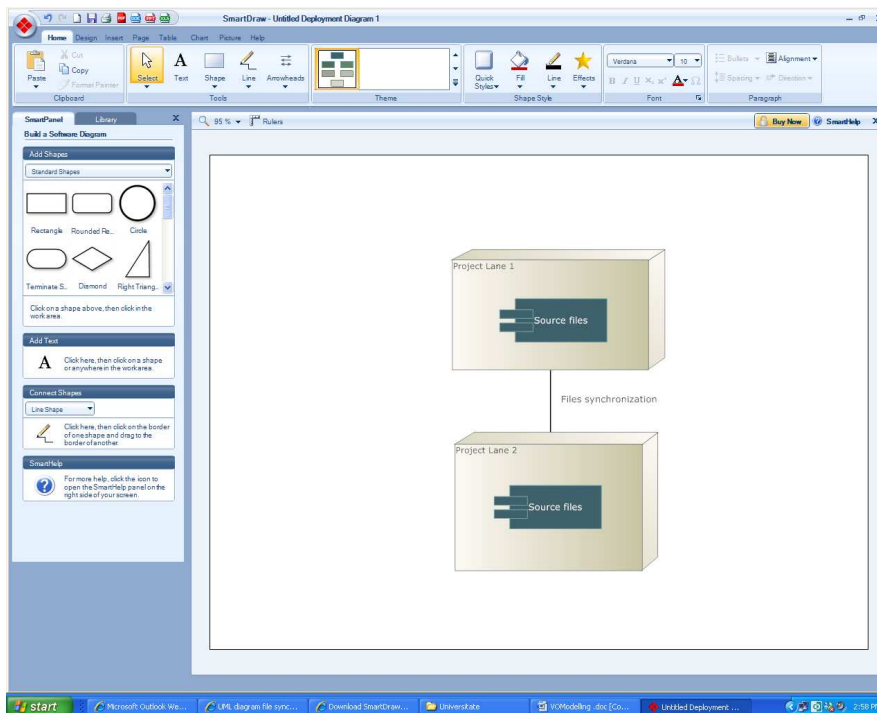 SmartDraw - Untitled Deployment Diagram 1
Home Design Insert Page Table Chart Picture Help
Paste
Cut
Copy
Format Painter
Clipboard
Select
Text
Shape
Line
Arrowheads
Tools
Theme
Quick Styles
Fill
Line
Effects
Shape Style
Verdana
10
B I U
Font
Bullets
Alignment
Spacing
Direction
Paragraph
SmartPanel
Library
X
95 %
Rulers
Buy Now
SmartHelp
X
Build a Software Diagram
Add Shapes
Standard Shapes
Rectangle
Rounded Re...
Circle
Terminate S...
Diamond
Right Triang...
Click on a shape above, then click in the
work area.
Add Text
A
Click here, then click on a shape
or anywhere in the work area.
Connect Shapes
Line Shape
Click here, then click on the border
of one shape and drag to the
border of another.
SmartHelp
For more help, click the icon to
open the SmartHelp panel on the
right side of your screen.
Project Lane 1
Source files
Files synchronization
Project Lane 2
Source files
start
Microsoft Outlook We...
UML diagram file sync...
Download SmartDraw...
Universitate
VOModelling .doc [Co...
Untitled Deployment ...
2:58 PM